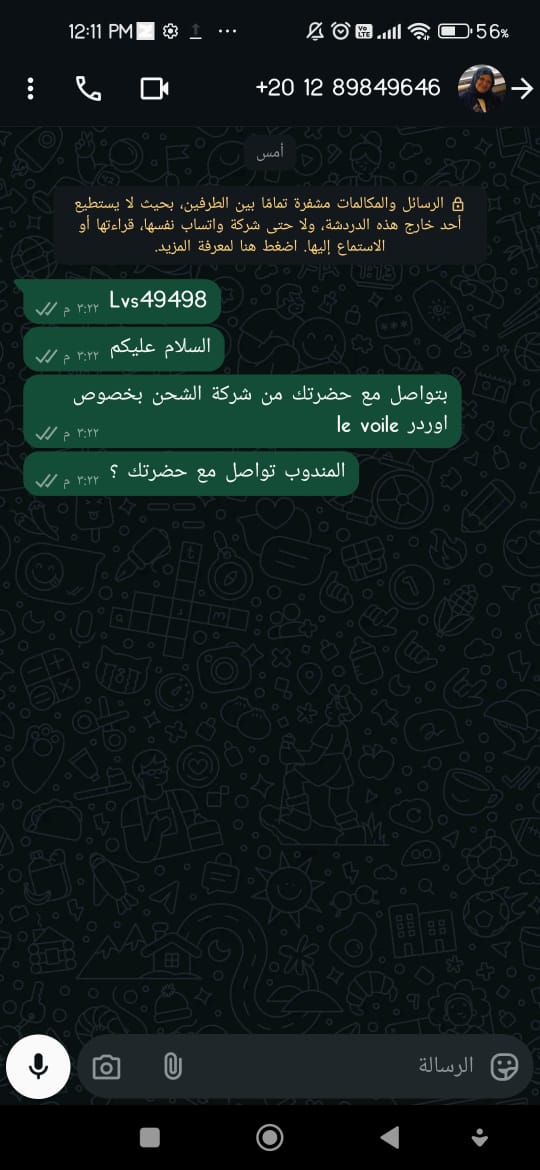 12:11 PM
56%
+20 12 89849646
أمس
الرسائل والمكالمات مشفرة تمامًا بين الطرفين، بحيث لا يستطيع
أحد خارج هذه الدردشة، ولا حتى شركة واتساب نفسها، قراءتها أو
الاستماع إليها. اضغط هنا لمعرفة المزيد.
Lvs49498
٣:٢٢ م
السلام عليكم
٣:٢٢ م
بتواصل مع حضرتك من شركة الشحن بخصوص
اوردر le voile
٣:٢٢ م
المندوب تواصل مع حضرتك ؟
٣:٢٢ م
الرسالة